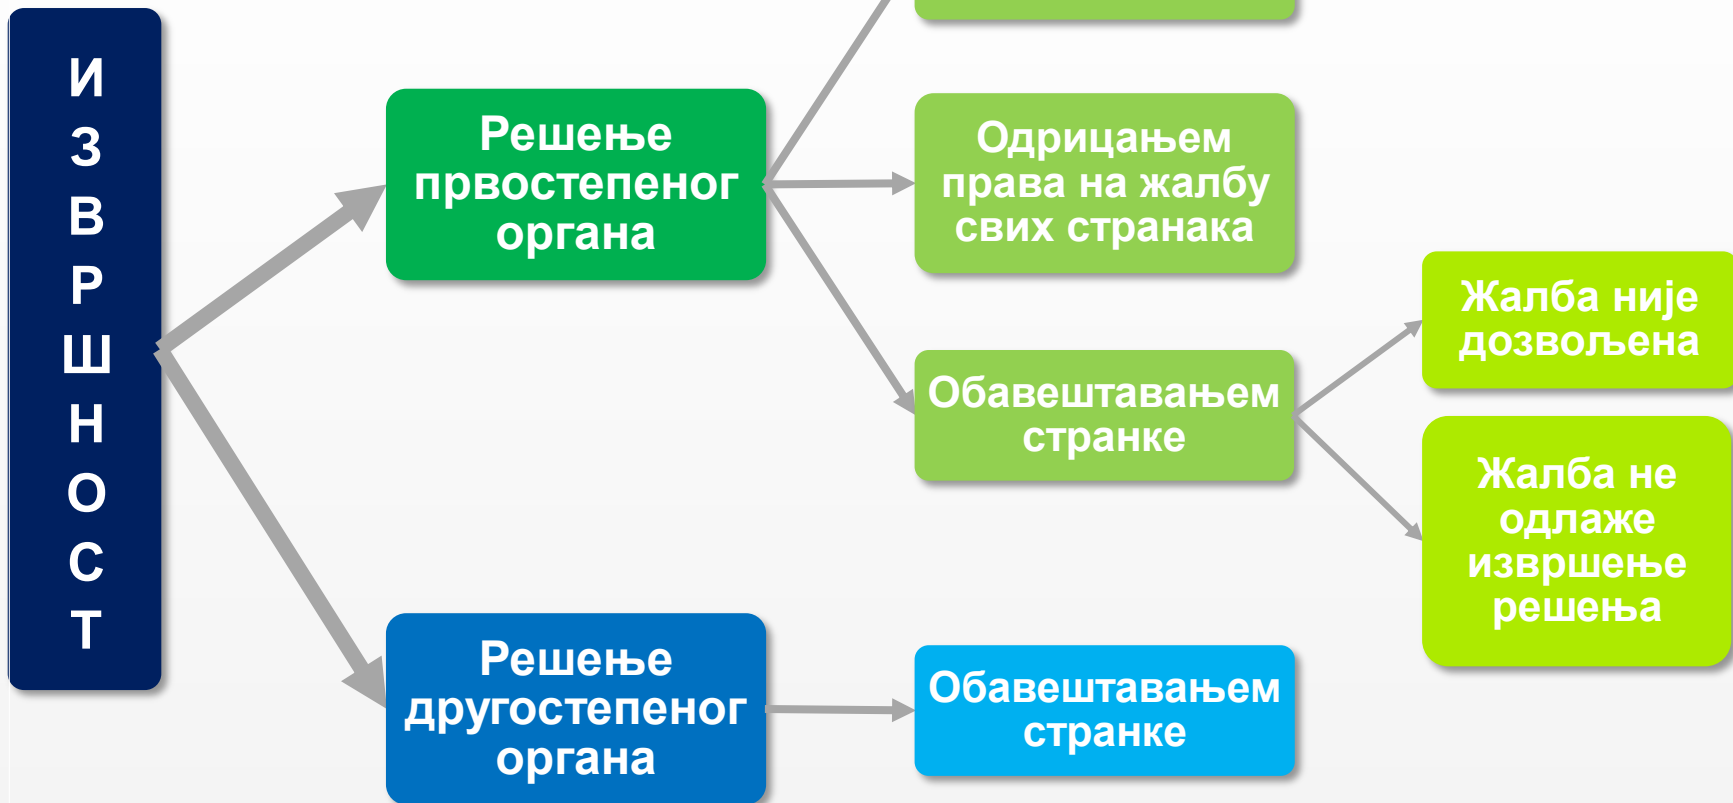 И
З
В
Р
Ш
Н
О
С
Т
Решење
првостепеног
органа
Одрицањем
права на жалбу
свих странака
Обавештавањем
странке
Жалба није
дозвољена
Жалба не
одлаже
извршење
решења
Решење
другостепеног
органа
Обавештавањем
странке